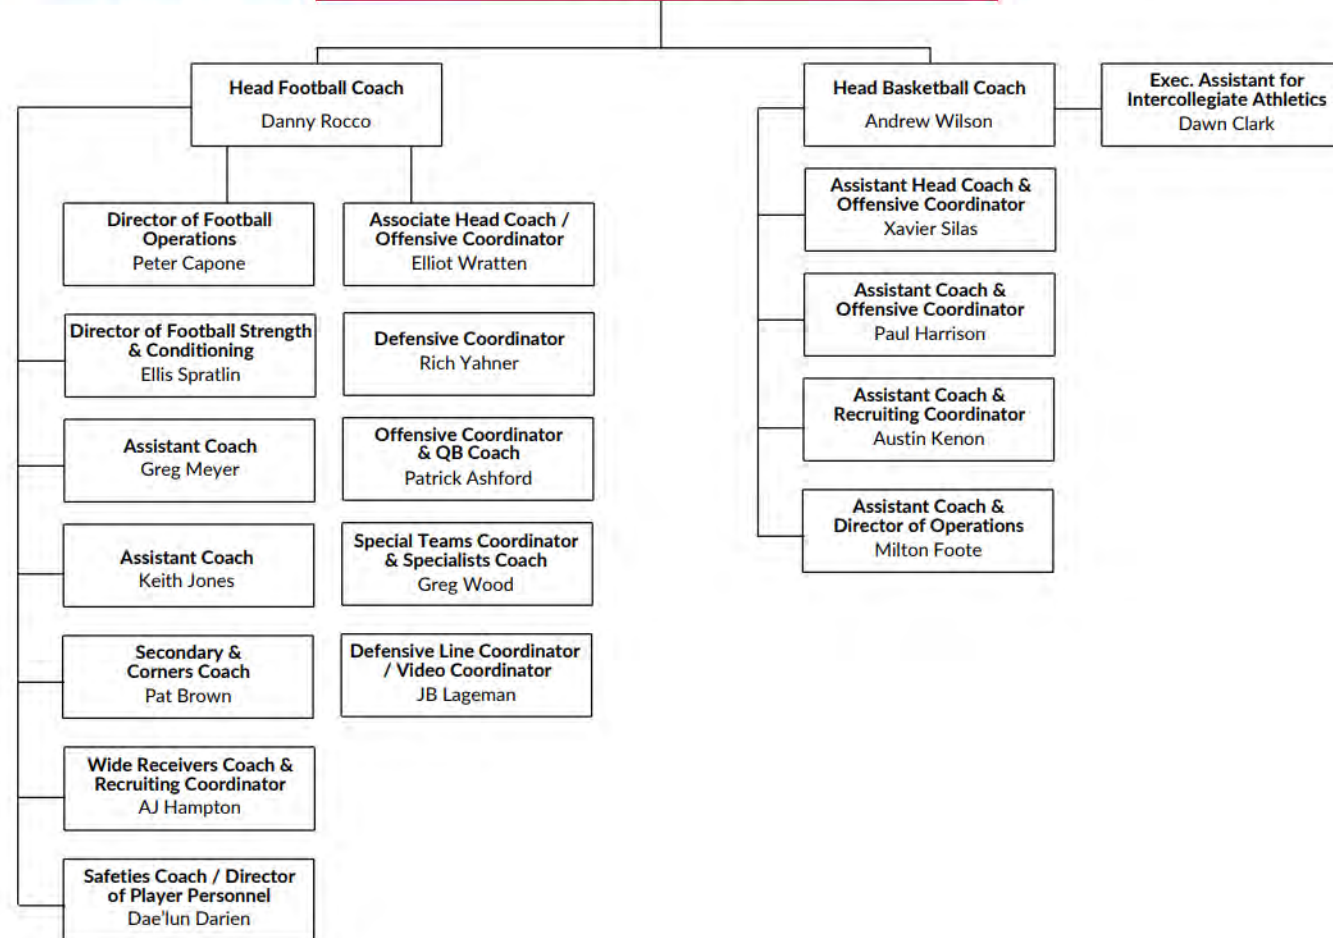 Head Football Coach
Danny Rocco
Head Basketball Coach
Andrew Wilson
Exec. Assistant for
Intercollegiate Athletics
Dawn Clark
Director of Football
Operations
Peter Capone
Associate Head Coach /
Offensive Coordinator
Elliot Wratten
Director of Football Strength
& Conditioning
Ellis Spratlin
Defensive Coordinator
Rich Yahner
Assistant Coach
Greg Meyer
Offensive Coordinator
& QB Coach
Patrick Ashford
Assistant Coach
Keith Jones
Special Teams Coordinator
& Specialists Coach
Greg Wood
Secondary &
Corners Coach
Pat Brown
Defensive Line Coordinator
/ Video Coordinator
JB Lageman
Wide Receivers Coach &
Recruiting Coordinator
AJ Hampton
Safeties Coach / Director
of Player Personnel
Dae'lun Darien
Assistant Head Coach &
Offensive Coordinator
Xavier Silas
Assistant Coach &
Offensive Coordinator
Paul Harrison
Assistant Coach &
Recruiting Coordinator
Austin Kenon
Assistant Coach &
Director of Operations
Milton Foote